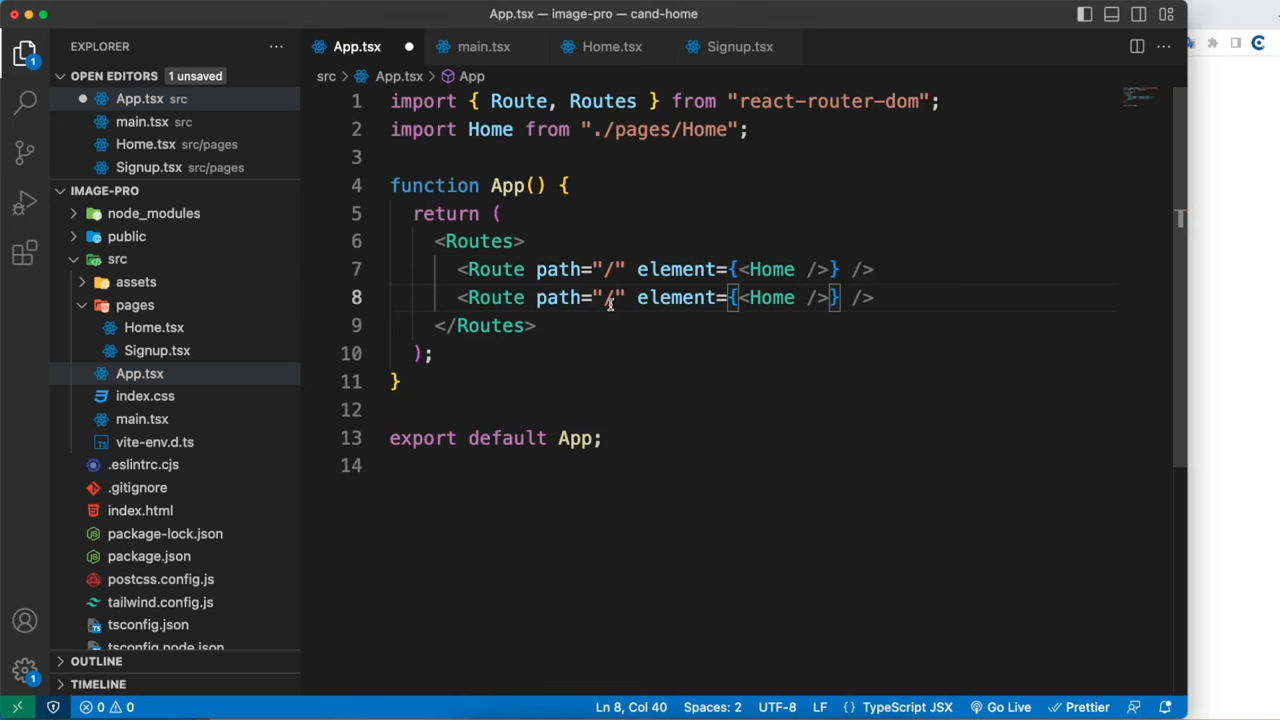 App.tsx — image-pro — cand-home
EXPLORER
App.tsx
main.tsx
Home.tsx
Signup.tsx
OPEN EDITORS 1 unsaved
App.tsx src
main.tsx src
Home.tsx src/pages
Signup.tsx src/pages
IMAGE-PRO
node_modules
public
src
assets
pages
Home.tsx
Signup.tsx
App.tsx
index.css
main.tsx
TS vite-env.d.ts
.eslintrc.cjs
.gitignore
index.html
package-lock.json
package.json
postcss.config.js
tailwind.config.js
tsconfig.json
tsconfig.node.json
OUTLINE
TIMELINE
1
1
src > App.tsx > App
1 import { Route, Routes } from "react-router-dom";
2 import Home from "./pages/Home";
3
4 function App() {
5 return (
6 <Routes>
7 <Route path="/" element={<Home />} />
8 <Route path="/" element={<Home />} />
9 </Routes>
10 );
11 }
12
13 export default App;
14
0 0
Ln 8, Col 40
Spaces: 2
UTF-8
LF
{} TypeScript JSX
Go Live
Prettier